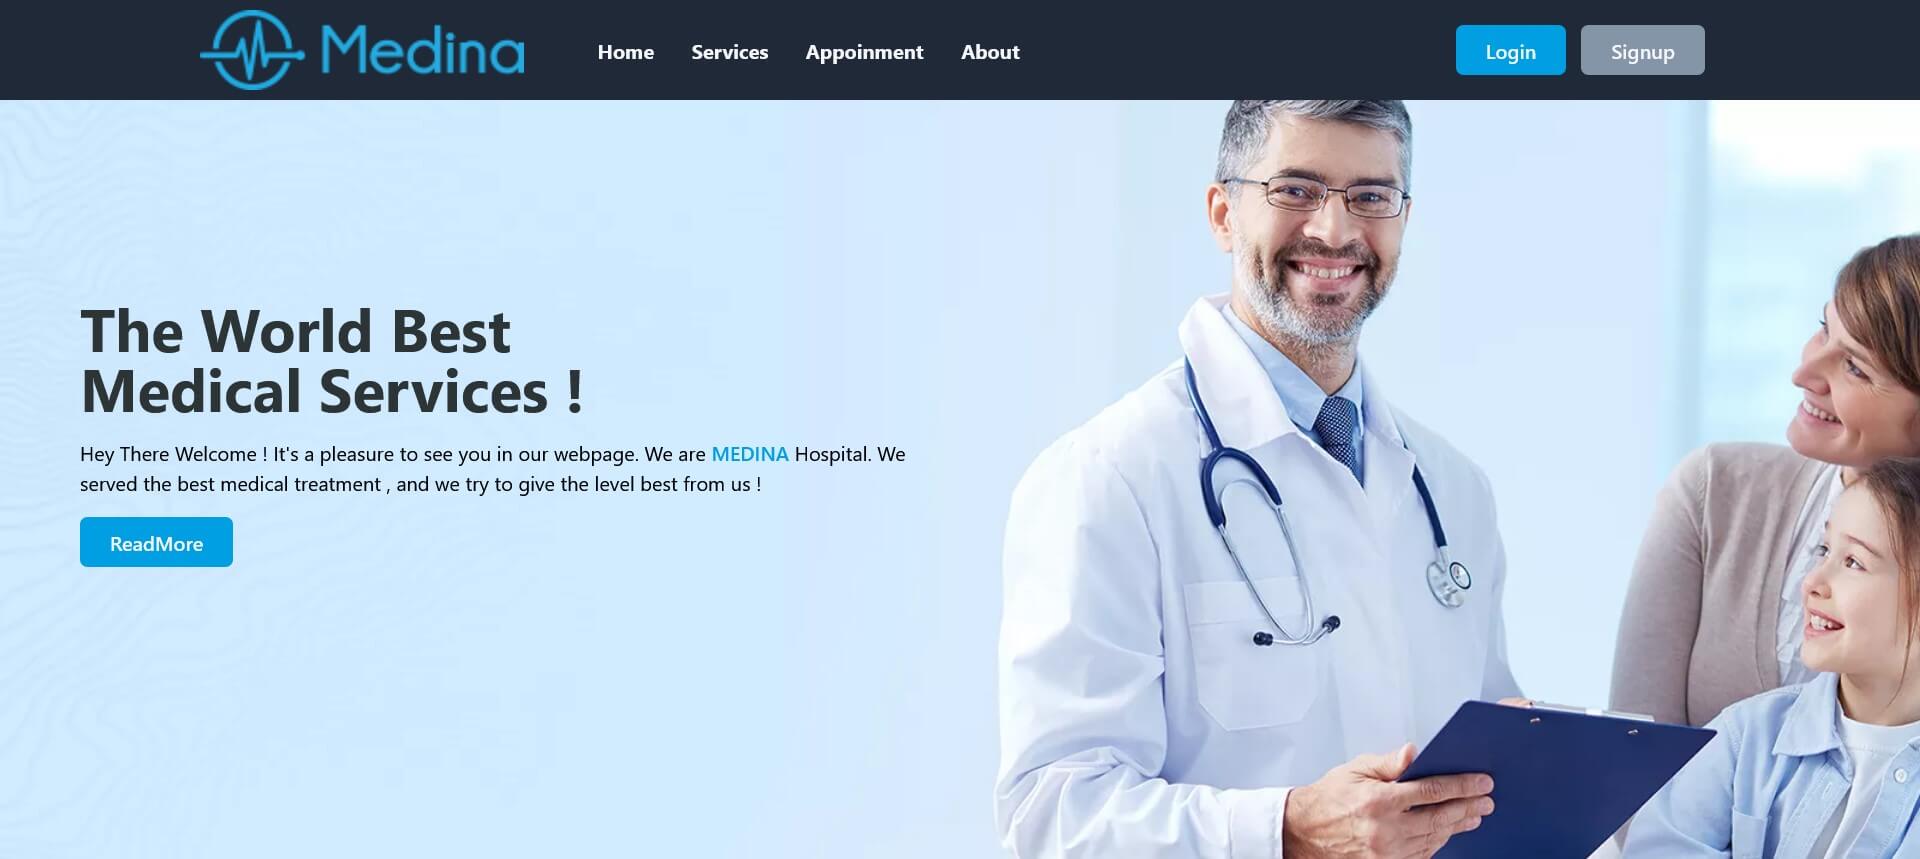 Medina
Home
Services
Appoinment
About
Login
Signup
The World Best
Medical Services !
Hey There Welcome ! It's a pleasure to see you in our webpage. We are MEDINA Hospital. We
served the best medical treatment , and we try to give the level best from us !
ReadMore